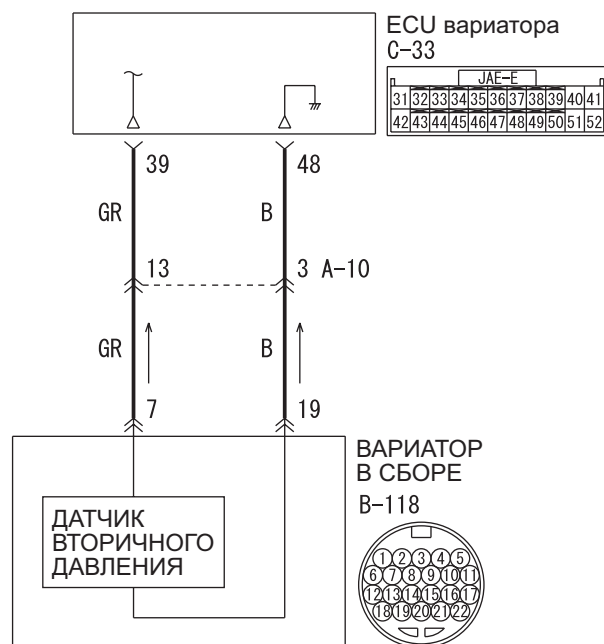 ECU вариатора
C-33
JAE-E
31 32 33 34 35 36 37 38 39 40 41
42 43 44 45 46 47 48 49 50 51 52
39 48
GR B
13 3 A-10
GR B
7 19
ВАРИАТОР
В СБОРЕ
B-118
ДАТЧИК
ВТОРИЧНОГО
ДАВЛЕНИЯ
1 2 3 4 5
6 7 8 9 10 11
12 13 14 15 16 17
18 19 20 21 22